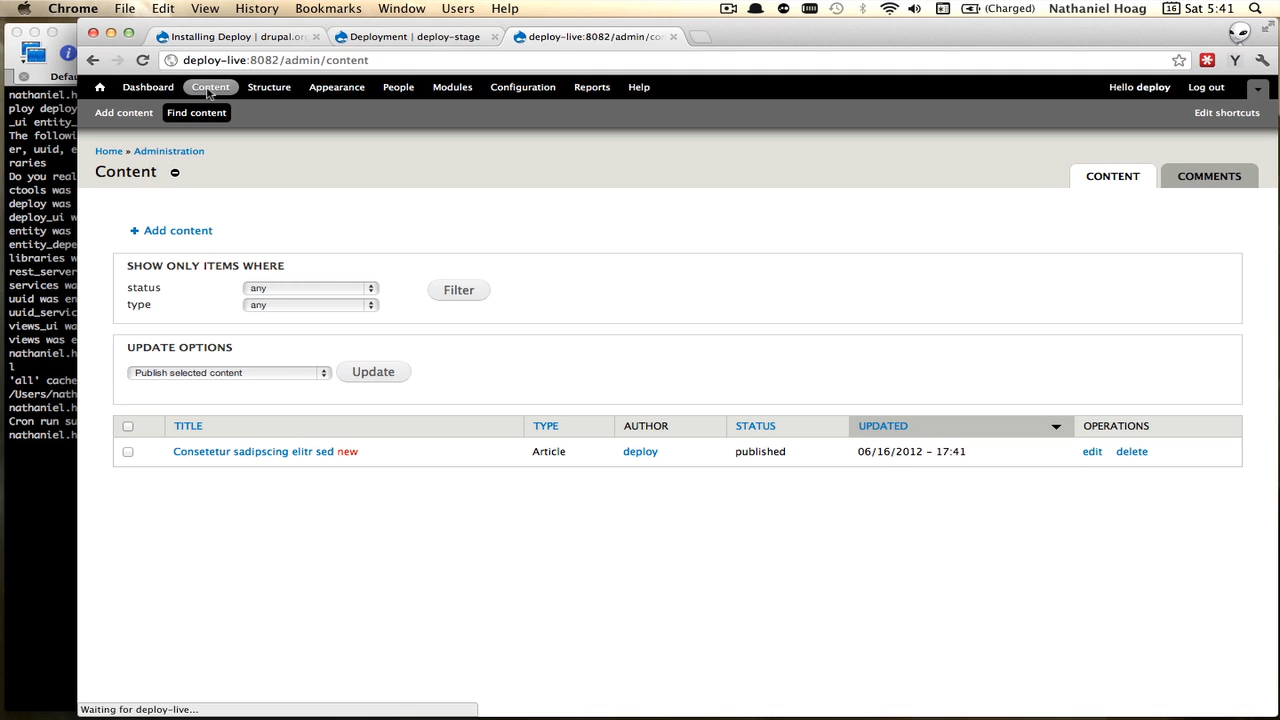 Chrome File Edit View History Bookmarks Window Users Help (Charged) Nathaniel Hoag 16 Sat 5:41
Installing Deploy | drupal.or
Deployment | deploy-stage
deploy-live:8082/admin/con
deploy-live:8082/admin/content
Defau
Dashboard Content Structure Appearance People Modules Configuration Reports Help Hello deploy Log out
Add content Find content Edit shortcuts
nathaniel.h
ploy deploy
_ui entity_
The followi
er, uuid, e
raries
Do you real
ctools was
deploy was
deploy_ui w
entity was
entity_depe
libraries w
rest_server
services wa
uuid was en
uuid_servic
views_ui wa
views was e
nathaniel.h
l
'all' cache
/Users/nath
nathaniel.h
Cron run su
nathaniel.h
Home » Administration
Content
CONTENT COMMENTS
+ Add content
SHOW ONLY ITEMS WHERE
status any
type any
Filter
UPDATE OPTIONS
Publish selected content Update
TITLE TYPE AUTHOR STATUS UPDATED OPERATIONS
Consetetur sadipscing elitr sed new Article deploy published 06/16/2012 - 17:41 edit delete
Waiting for deploy-live...